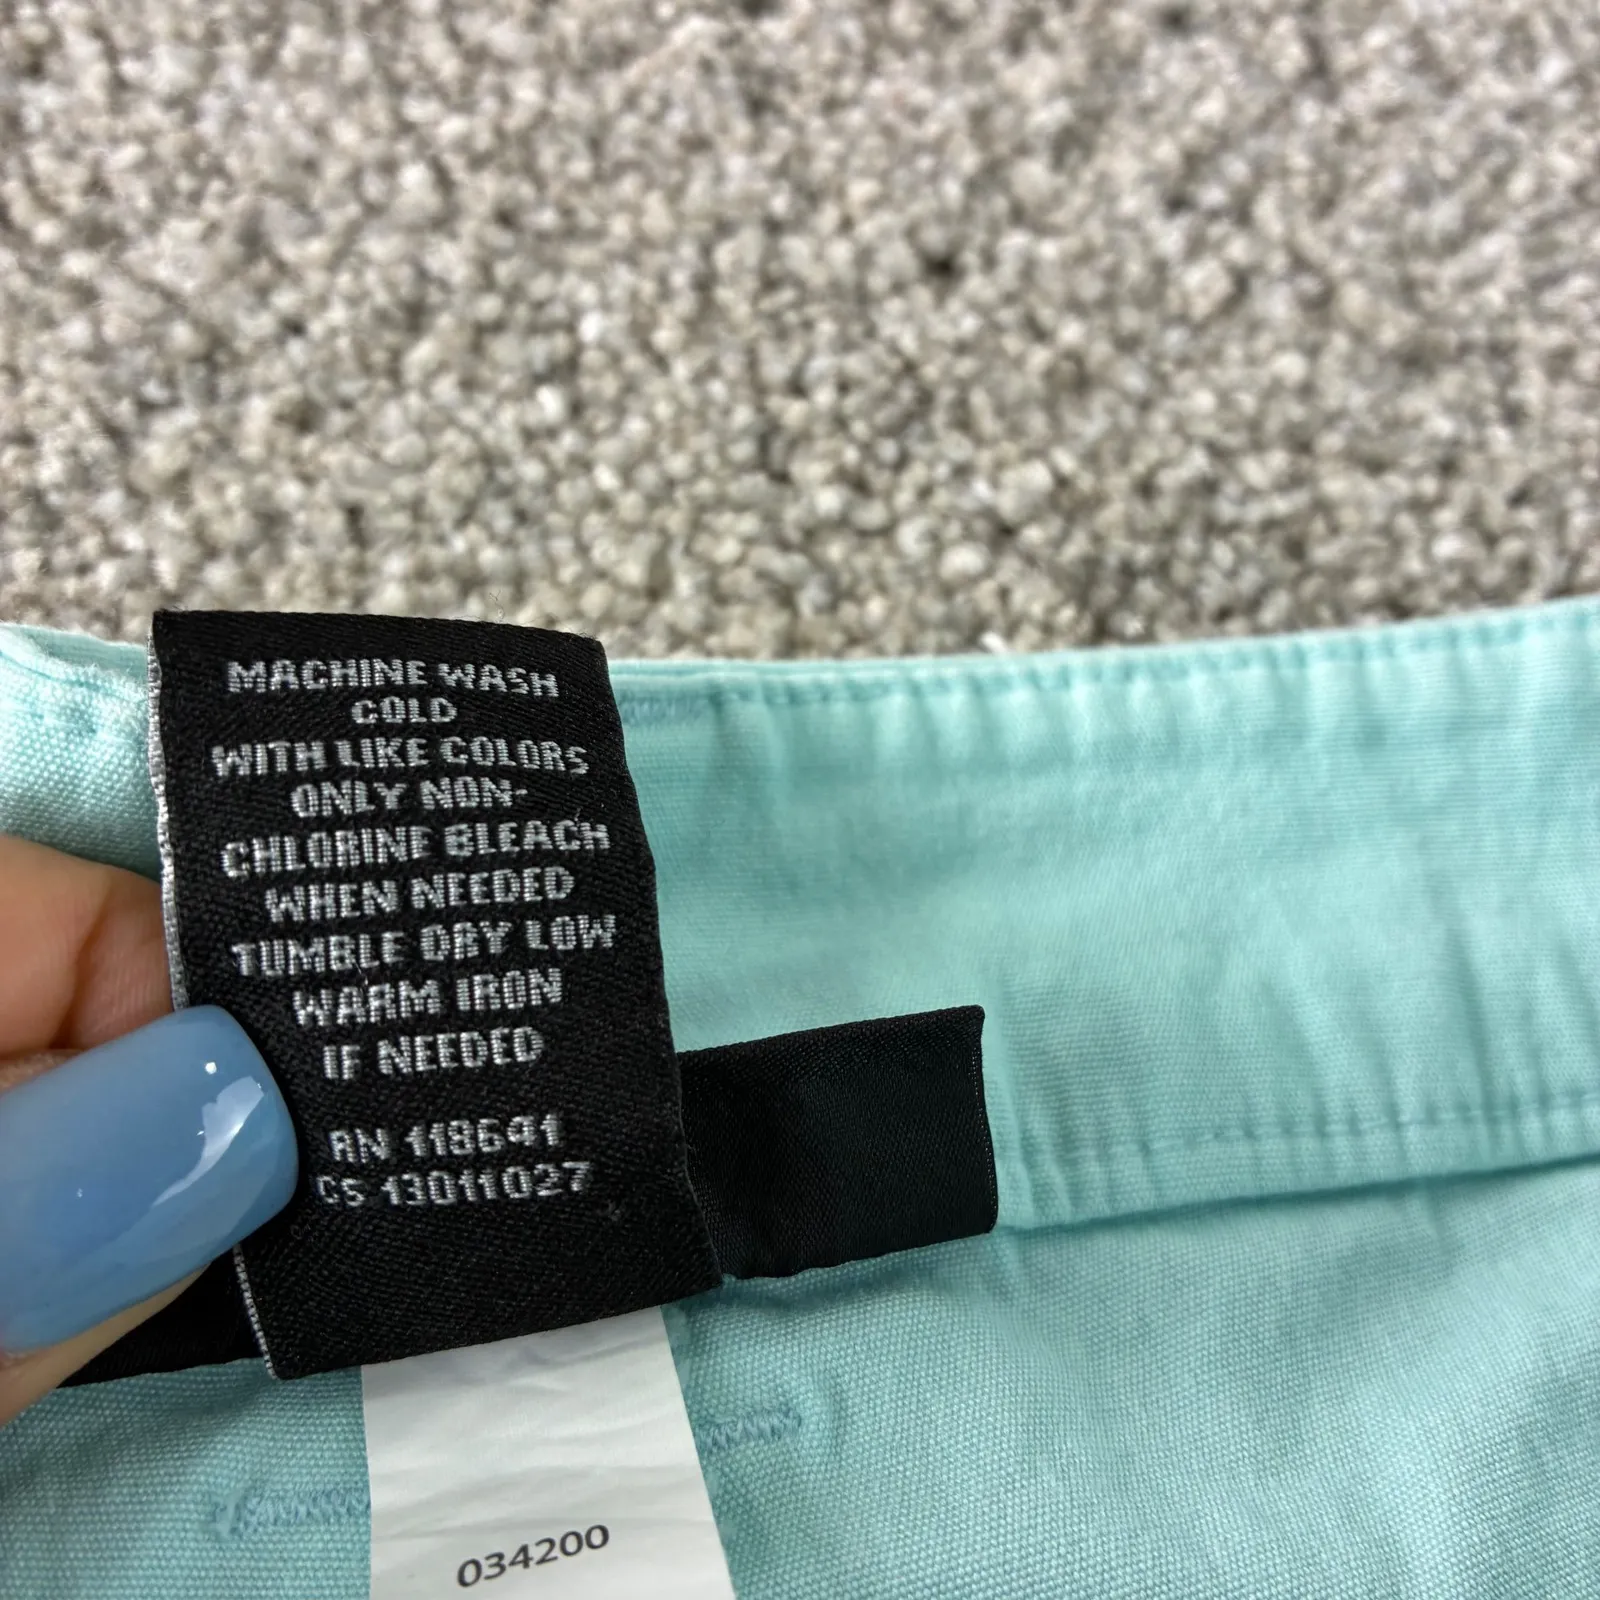 MACHINE WASH
COLD
WITH LIKE COLORS
ONLY NON-
CHLORINE BLEACH
WHEN NEEDED
TUMBLE DRY LOW
WARM IRON
IF NEEDED
RN 118641
CS 13011027
034200